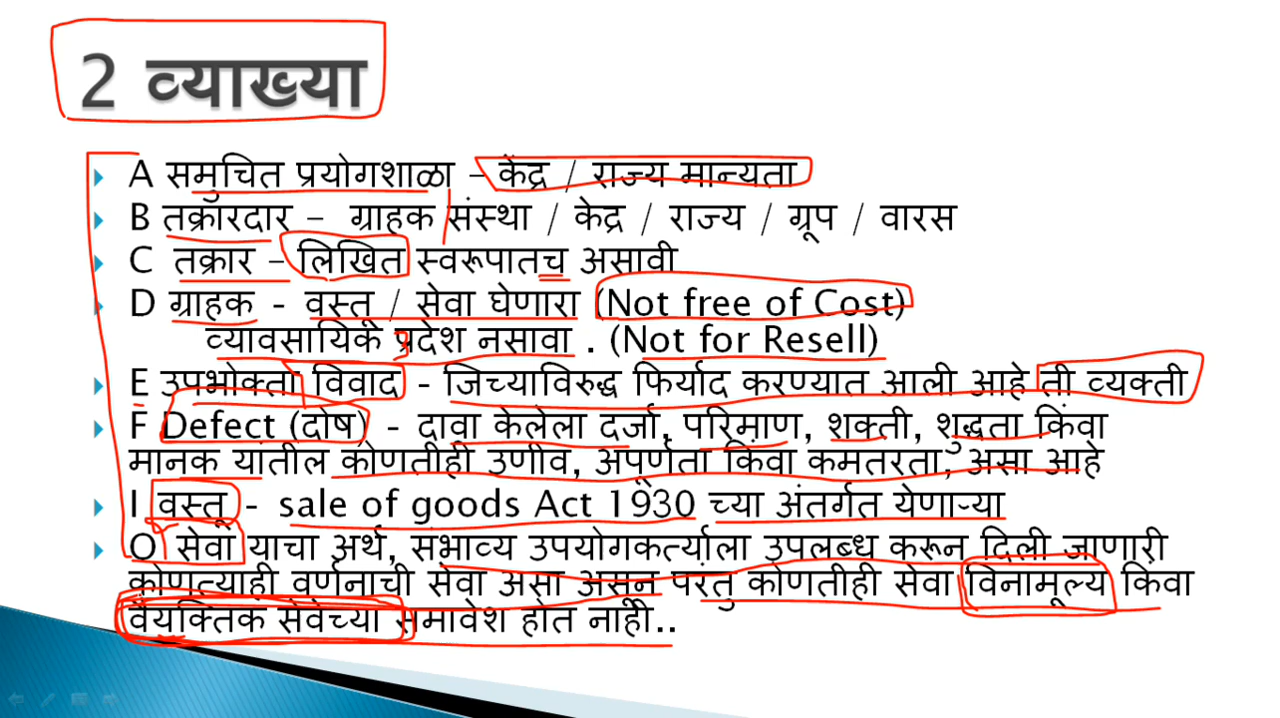 2 व्याख्या
A समुचित प्रयोगशाळा – केंद्र / राज्य मान्यता
B तक्रारदार – ग्राहक संस्था / केद्र / राज्य / ग्रूप / वारस
C तक्रार – लिखित स्वरूपातच असावी
D ग्राहक - वस्तू / सेवा घेणारा (Not free of Cost)
व्यावसायिक प्रदेश नसावा . (Not for Resell)
E उपभोक्ता विवाद - जिच्याविरुद्ध फिर्याद करण्यात आली आहे ती व्यक्ती
F Defect (दोष) - दावा केलेला दर्जा, परिमाण, शक्ती, शुद्धता किंवा
मानक यांतील कोणतीही उणीव, अपूर्णता किंवा कमतरता, असा आहे
I वस्तू - sale of goods Act 1930 च्या अंतर्गत येणाऱ्या
O सेवा याचा अर्थ, संभाव्य उपयोगकर्त्याला उपलब्ध करून दिली जाणारी
कोणत्याही वर्णनाची सेवा असा असून परंतु कोणतीही सेवा विनामूल्य किंवा
वैयक्तिक सेवेच्या समावेश होत नाही..